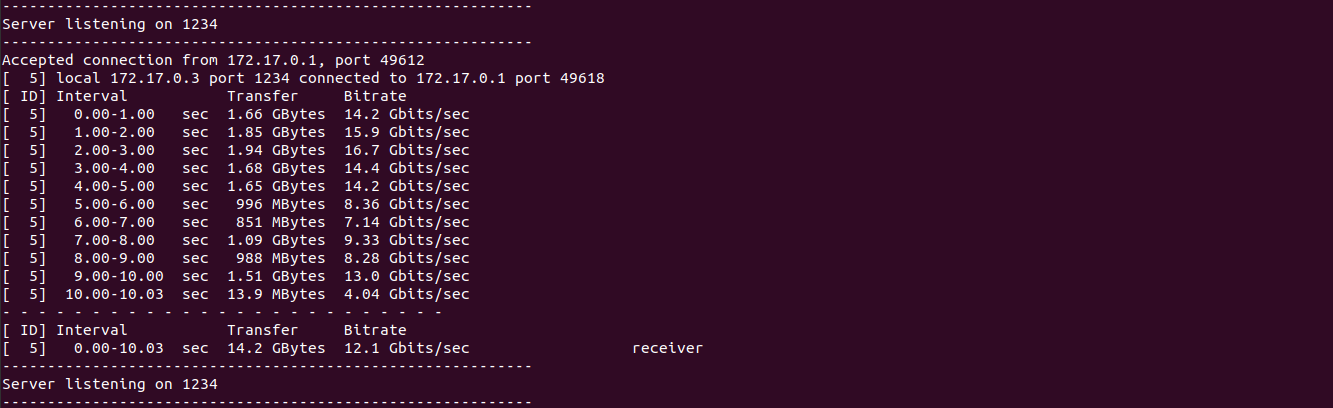 -----------------------------------------------------------
Server listening on 1234
-----------------------------------------------------------
Accepted connection from 172.17.0.1, port 49612
[  5] local 172.17.0.3 port 1234 connected to 172.17.0.1 port 49618
[ ID] Interval           Transfer     Bitrate
[  5]   0.00-1.00   sec  1.66 GBytes  14.2 Gbits/sec
[  5]   1.00-2.00   sec  1.85 GBytes  15.9 Gbits/sec
[  5]   2.00-3.00   sec  1.94 GBytes  16.7 Gbits/sec
[  5]   3.00-4.00   sec  1.68 GBytes  14.4 Gbits/sec
[  5]   4.00-5.00   sec  1.65 GBytes  14.2 Gbits/sec
[  5]   5.00-6.00   sec   996 MBytes  8.36 Gbits/sec
[  5]   6.00-7.00   sec   851 MBytes  7.14 Gbits/sec
[  5]   7.00-8.00   sec  1.09 GBytes  9.33 Gbits/sec
[  5]   8.00-9.00   sec   988 MBytes  8.28 Gbits/sec
[  5]   9.00-10.00  sec  1.51 GBytes  13.0 Gbits/sec
[  5]  10.00-10.03  sec  13.9 MBytes  4.04 Gbits/sec
- - - - - - - - - - - - - - - - - - - - - - - - -
[ ID] Interval           Transfer     Bitrate
[  5]   0.00-10.03  sec  14.2 GBytes  12.1 Gbits/sec                  receiver
-----------------------------------------------------------
Server listening on 1234
-----------------------------------------------------------